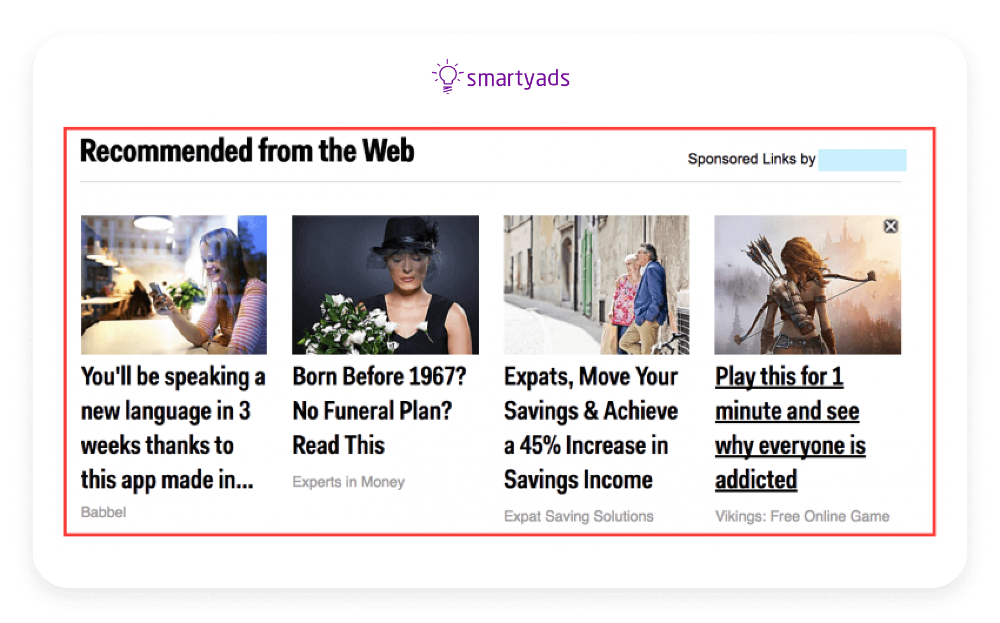 smartyads
Recommended from the Web
Sponsored Links by
You'll be speaking a
new language in 3
weeks thanks to
this app made in...
Babbel
Born Before 1967?
No Funeral Plan?
Read This
Experts in Money
Expats, Move Your
Savings & Achieve
a 45% Increase in
Savings Income
Expat Saving Solutions
Play this for 1
minute and see
why everyone is
addicted
Vikings: Free Online Game